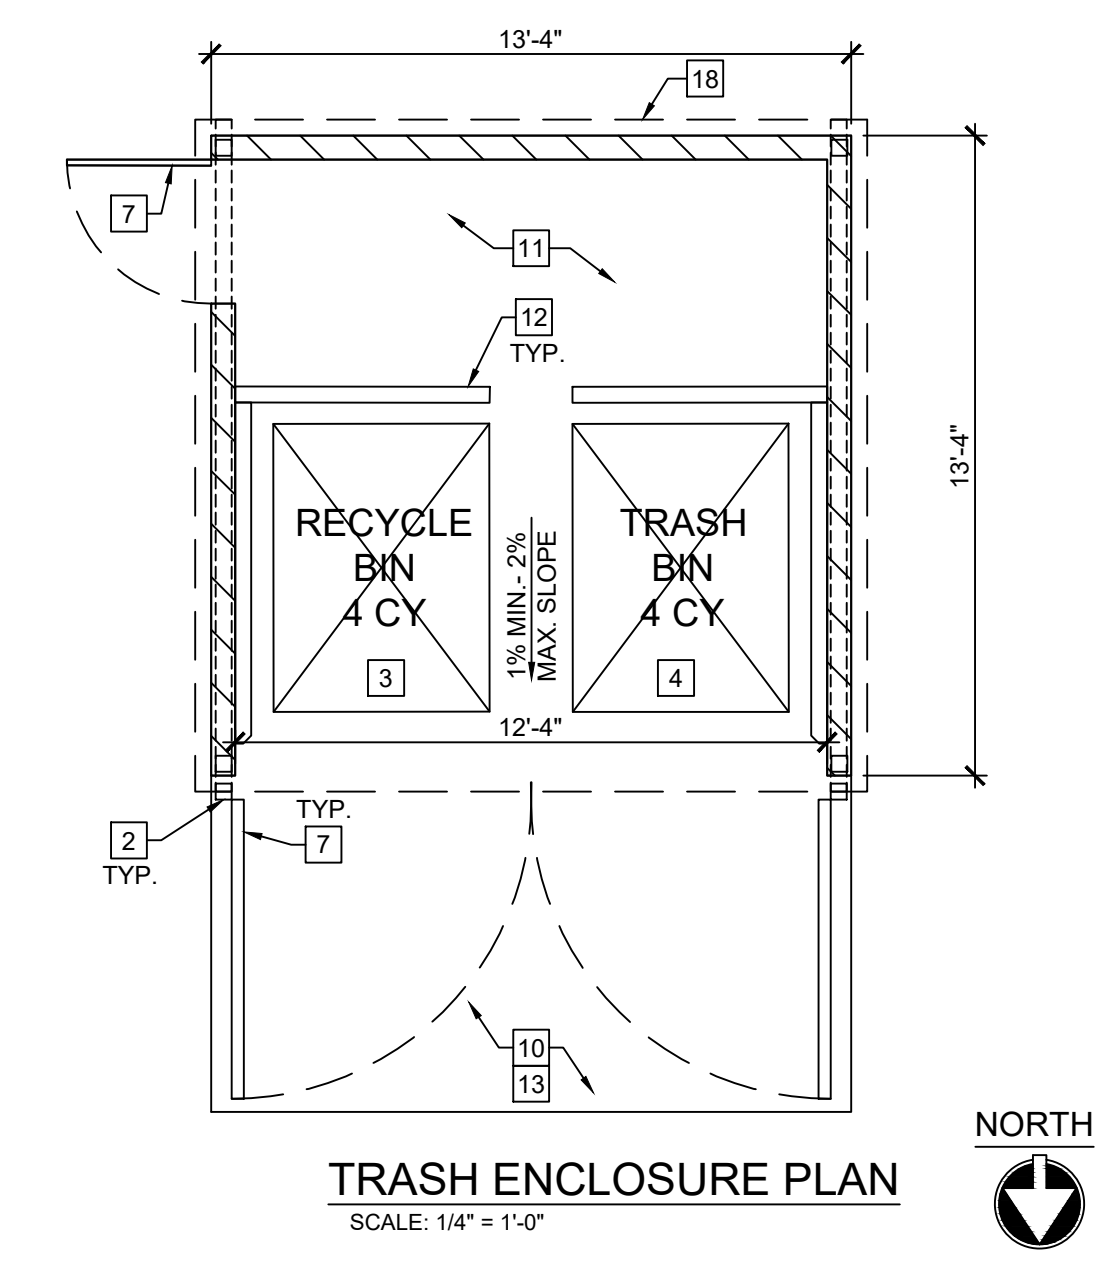 13'-4"
18
7
11
12
TYP.
13'-4"
RECYCLE
BIN
4 CY
3
1% MIN.- 2%
MAX. SLOPE
TRASH
BIN
4 CY
4
12'-4"
2
TYP.
TYP.
7
10
13
NORTH
TRASH ENCLOSURE PLAN
SCALE: 1/4" = 1'-0"